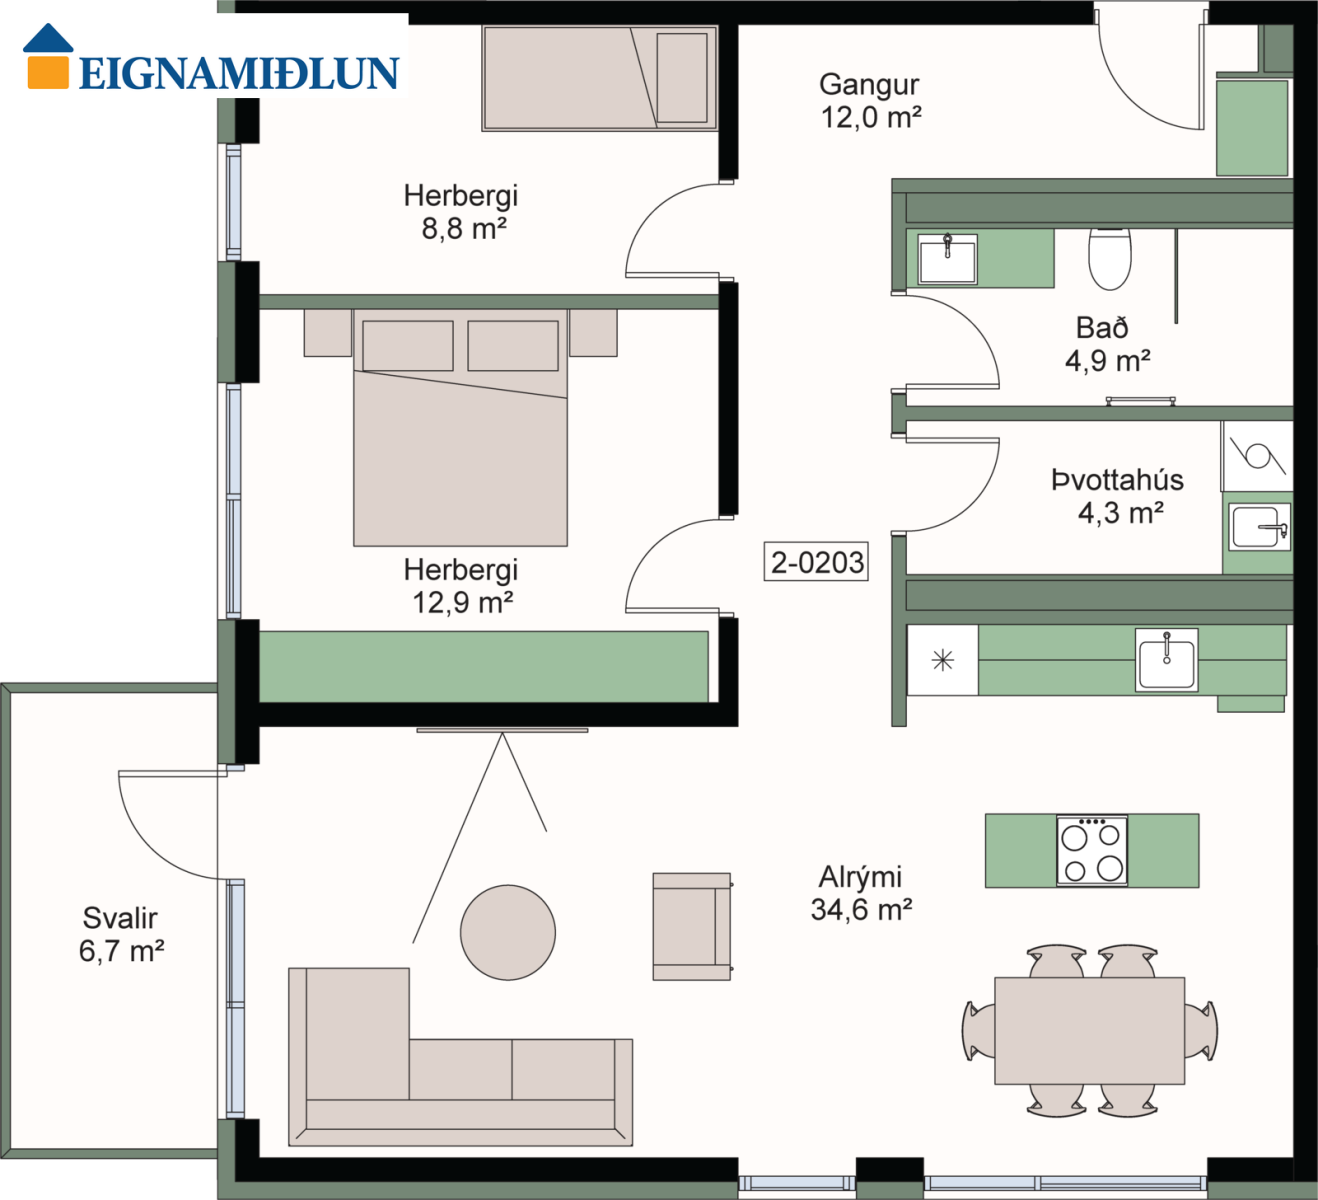 EIGNAMIÐLUN
Gangur
12,0 m²
Herbergi
8,8 m²
Bað
4,9 m²
Þvottahús
4,3 m²
2-0203
Herbergi
12,9 m²
Alrými
34,6 m²
Svalir
6,7 m²